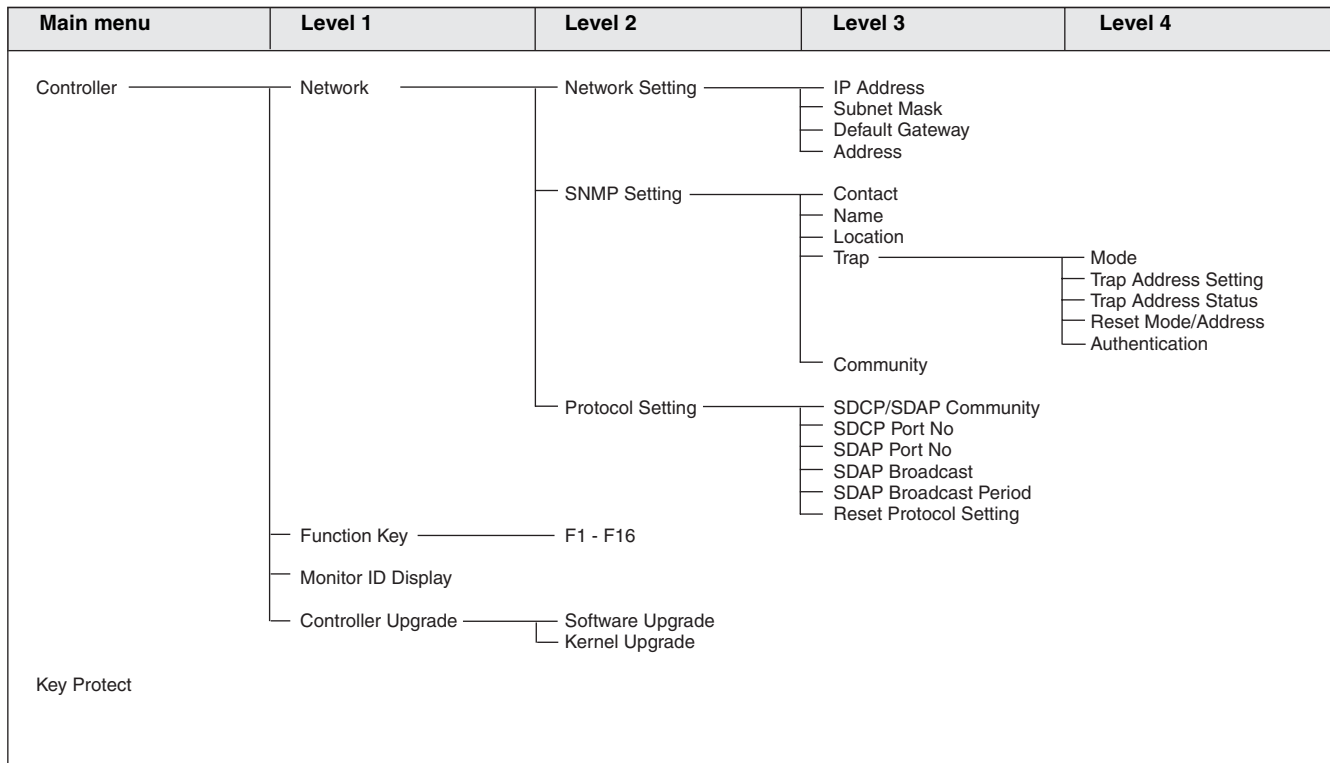 Main menu Level 1 Level 2 Level 3 Level 4
Controller Network Network Setting IP Address
Subnet Mask
Default Gateway
Address
SNMP Setting Contact
Name
Location
Trap Mode
Trap Address Setting
Trap Address Status
Reset Mode/Address
Authentication
Community
Protocol Setting SDCP/SDAP Community
SDCP Port No
SDAP Port No
SDAP Broadcast
SDAP Broadcast Period
Reset Protocol Setting
Function Key F1 - F16
Monitor ID Display
Controller Upgrade Software Upgrade
Kernel Upgrade
Key Protect